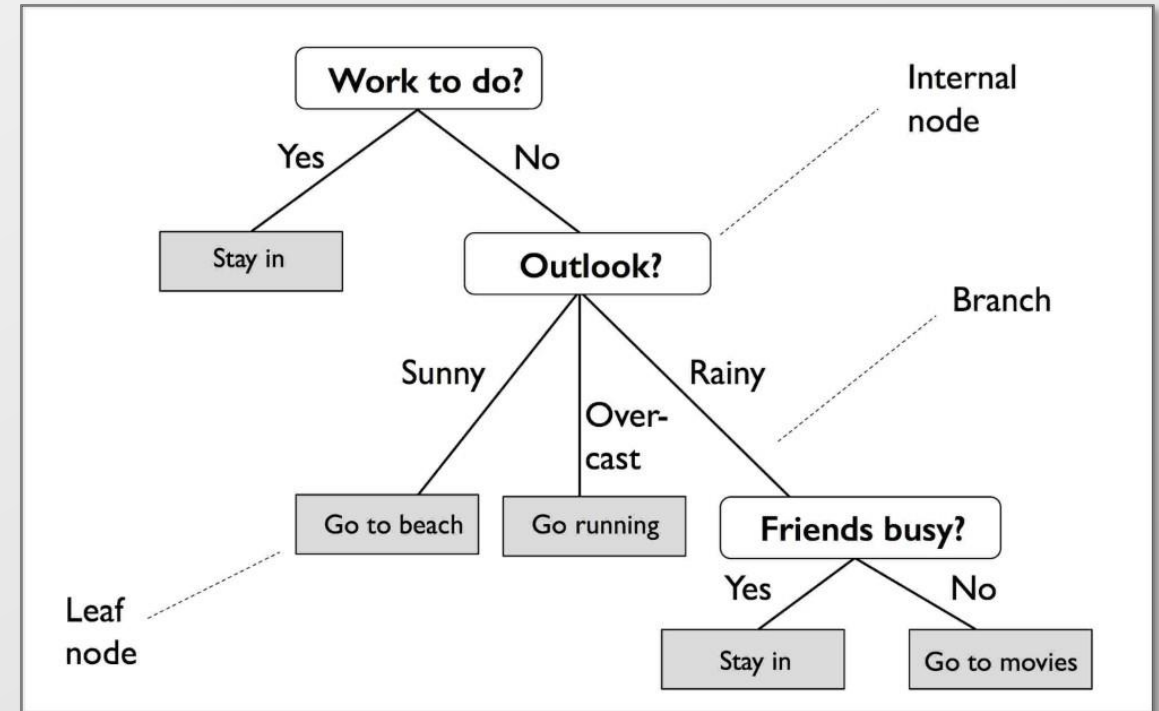 Work to do?
Internal
node
Yes
No
Stay in
Outlook?
Branch
Sunny
Rainy
Over-
cast
Go to beach
Go running
Friends busy?
Yes
No
Leaf
node
Stay in
Go to movies